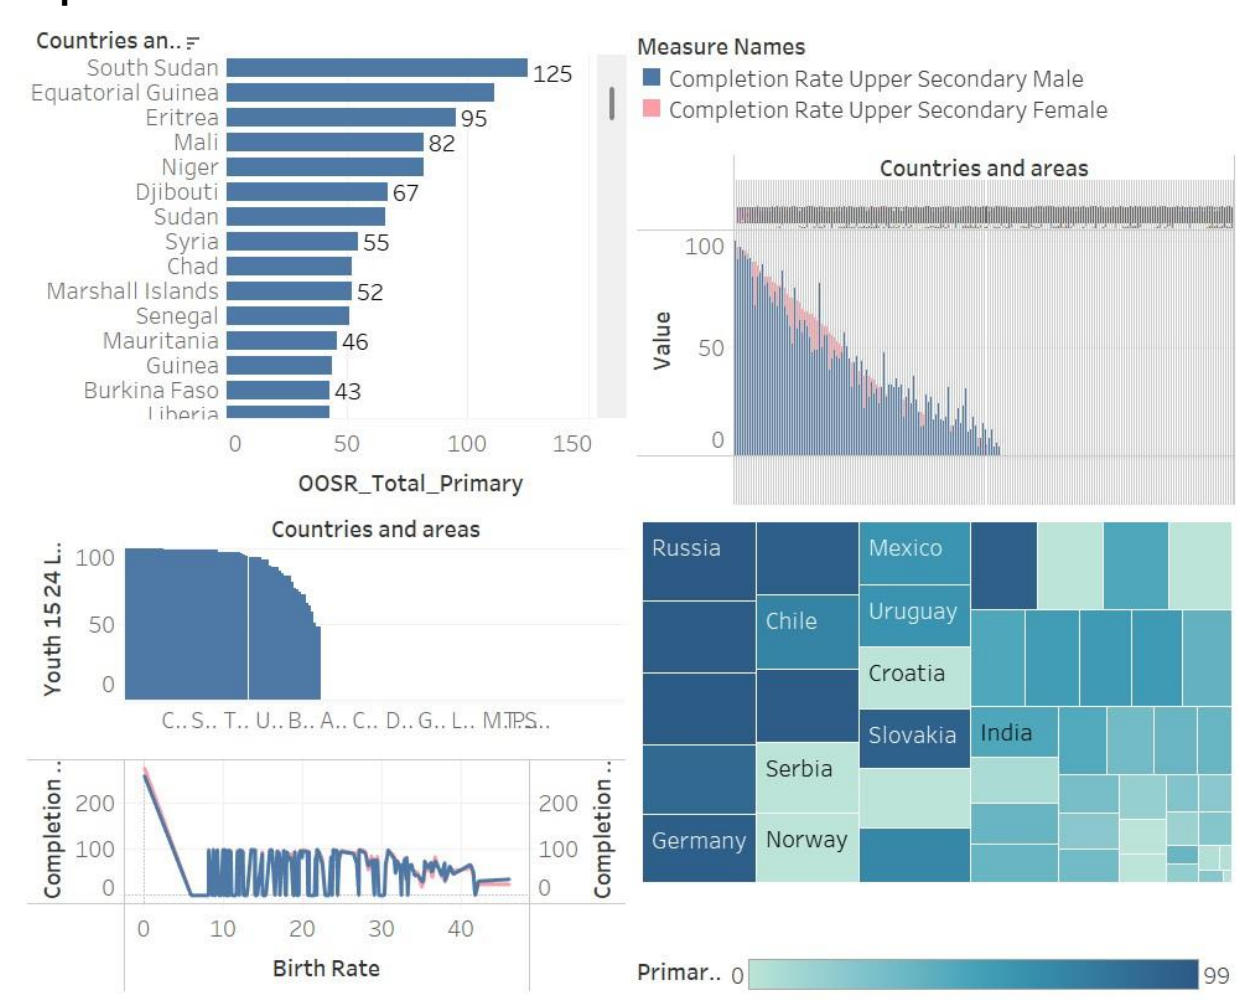 Countries an..
South Sudan 125
Equatorial Guinea
Eritrea 95
Mali 82
Niger
Djibouti 67
Sudan
Syria 55
Chad
Marshall Islands 52
Senegal
Mauritania 46
Guinea
Burkina Faso 43
Liberia
0 50 100 150
OOSR_Total_Primary
Measure Names
Completion Rate Upper Secondary Male
Completion Rate Upper Secondary Female
Countries and areas
Value
100
50
0
Countries and areas
Youth 15 24 L..
100
50
0
C.. S.. T.. U.. B.. A.. C.. D.. G.. L..
Completion ..
200
100
0
200
100
0
Completion ..
0 10 20 30 40
Birth Rate
Russia
Mexico
Chile
Uruguay
Croatia
Slovakia
India
Serbia
Germany
Norway
Primar.. 0 99